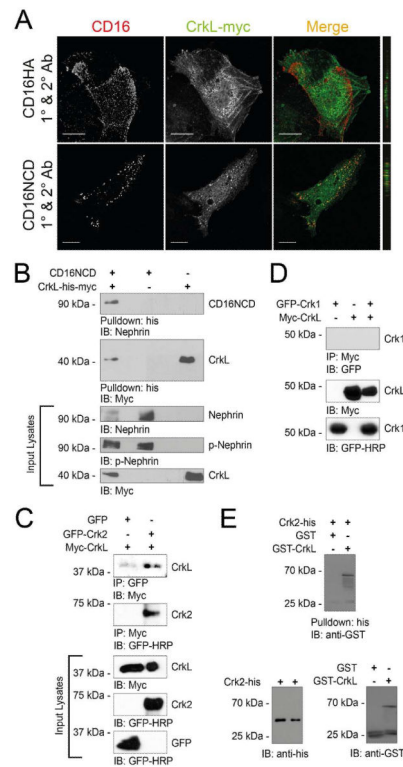 A
CD16 CrkL-myc Merge
CD16HA
1° & 2° Ab
CD16NCD
1° & 2° Ab
B
CD16NCD + + -
CrkL-his-myc + - +
90 kDa - CD16NCD
Pulldown: his
IB: Nephrin
40 kDa - CrkL
Pulldown: his
IB: Myc
Input Lysates
90 kDa - Nephrin
IB: Nephrin
90 kDa - p-Nephrin
IB: p-Nephrin
40 kDa - CrkL
IB: Myc
C
GFP + -
GFP-Crk2 - +
Myc-CrkL + +
37 kDa - CrkL
IP: GFP
IB: Myc
75 kDa - Crk2
IP: Myc
IB: GFP-HRP
Input Lysates
37 kDa - CrkL
IB: Myc
75 kDa - Crk2
IB: GFP-HRP
37 kDa - GFP
IB: GFP-HRP
D
GFP-Crk1 + - +
Myc-CrkL - + +
50 kDa - Crk1
IP: Myc
IB: GFP
50 kDa - CrkL
IB: Myc
50 kDa - Crk1
IB: GFP-HRP
E
Crk2-his + +
GST + -
GST-CrkL - +
70 kDa -
25 kDa -
Pulldown: his
IB: anti-GST
Crk2-his + +
70 kDa -
25 kDa -
IB: anti-his
GST + -
GST-CrkL - +
70 kDa -
25 kDa -
IB: anti-GST